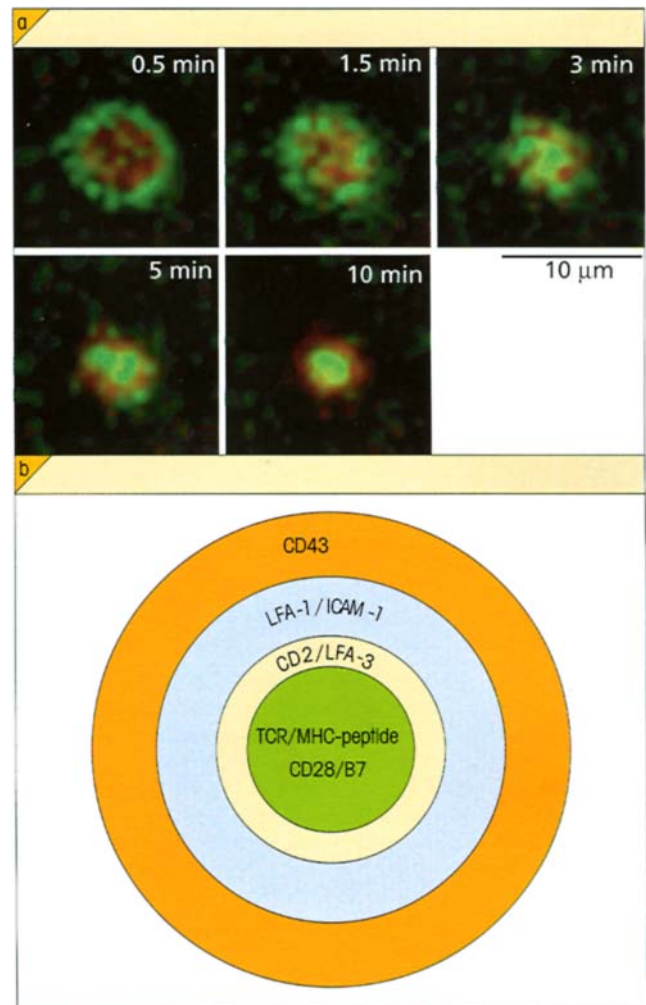 a
0.5 min
1.5 min
3 min
5 min
10 min
10 µm
b
CD43
LFA-1/ICAM-1
CD2/LFA-3
TCR/MHC-peptide
CD28/B7